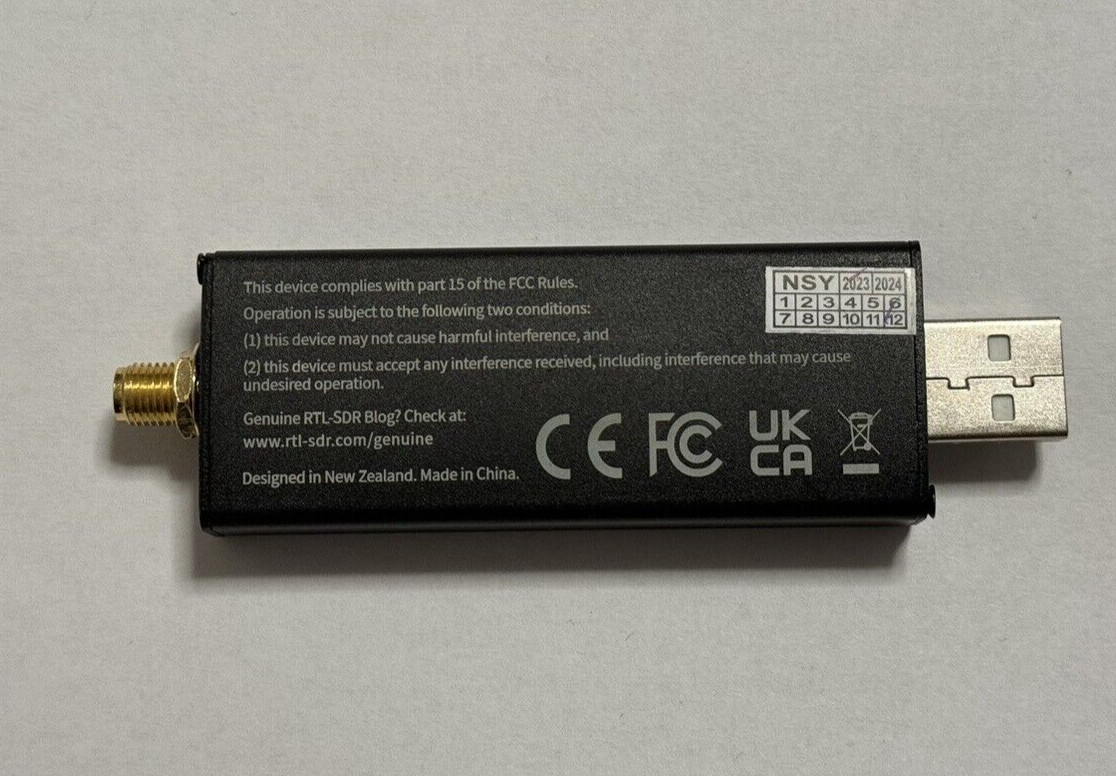 This device complies with part 15 of the FCC Rules.
Operation is subject to the following two conditions:
(1) this device may not cause harmful interference, and
(2) this device must accept any interference received, including interference that may cause
undesired operation.
Genuine RTL-SDR Blog? Check at:
www.rtl-sdr.com/genuine
Designed in New Zealand. Made in China.
CE FC UK
CA
NSY 2023 2024
1 2 3 4 5 6
7 8 9 10 11 12